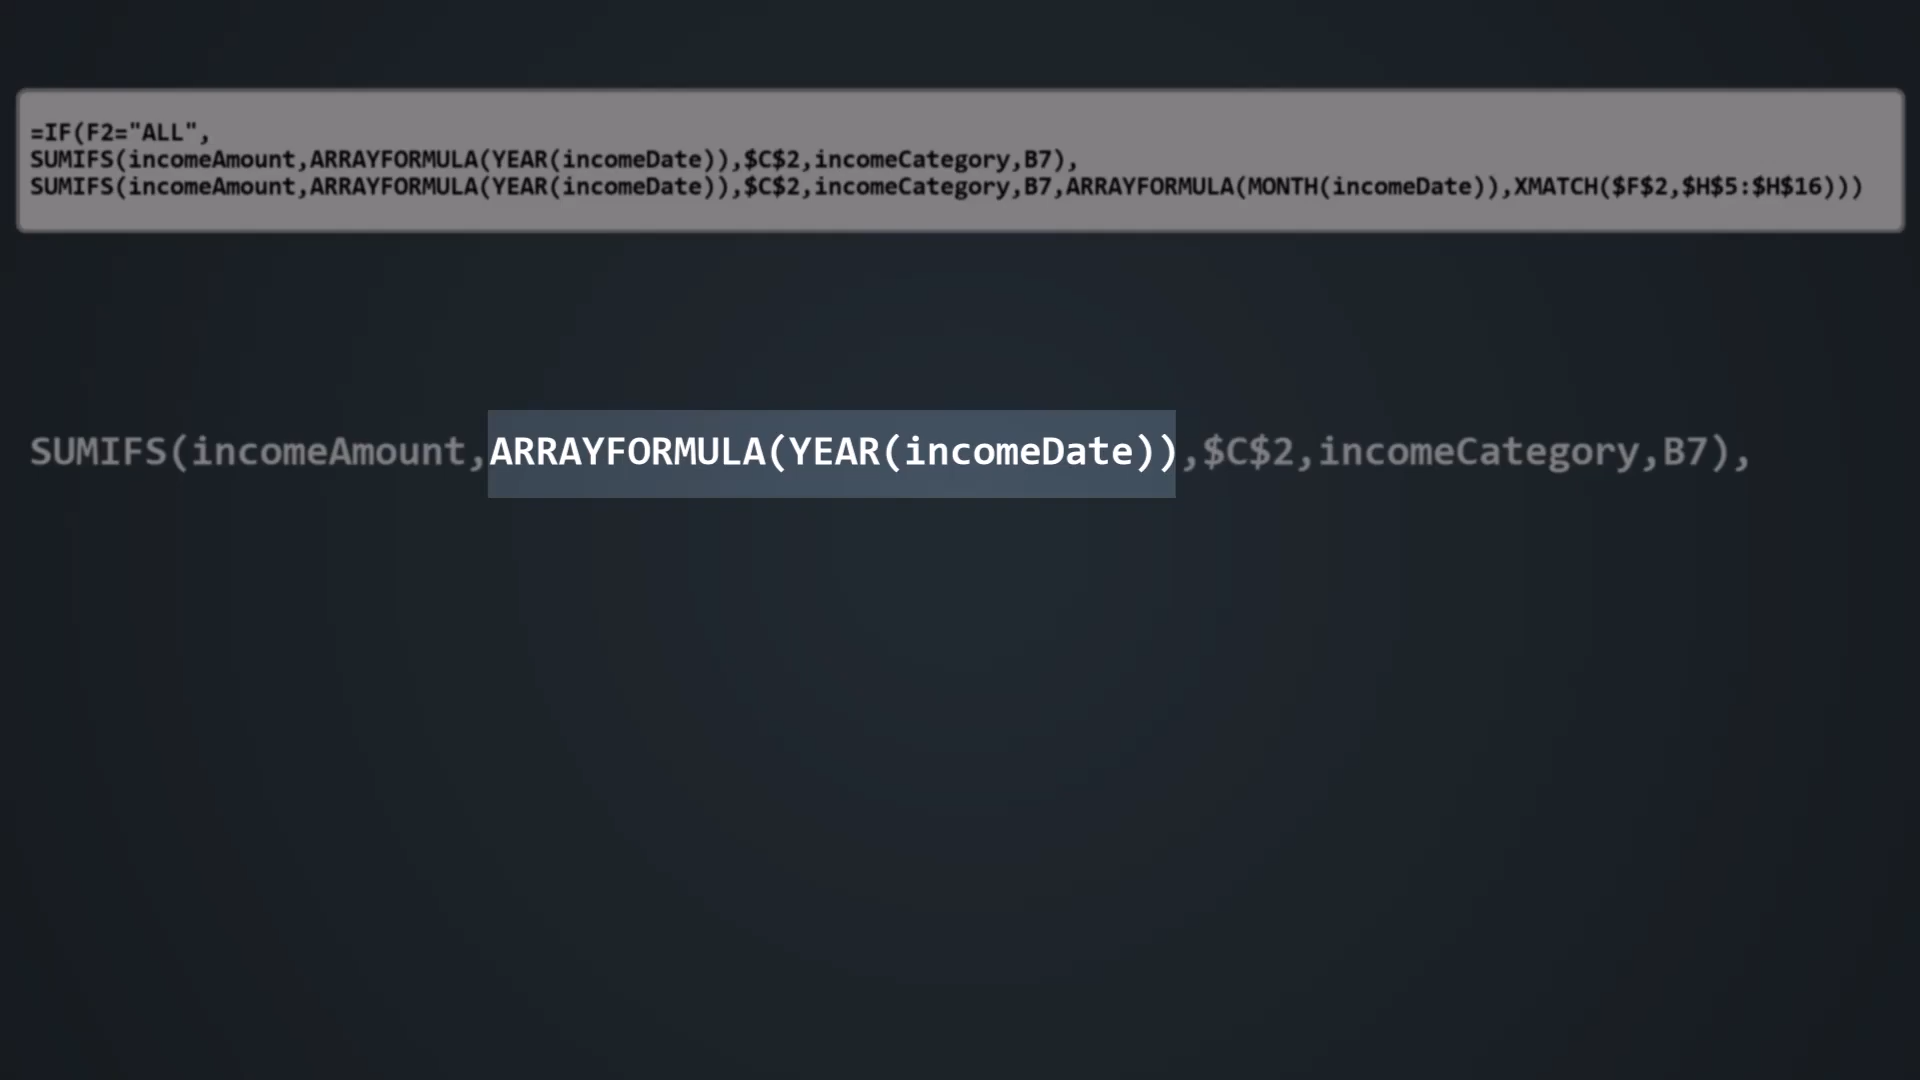 =IF(F2="ALL",
SUMIFS(incomeAmount,ARRAYFORMULA(YEAR(incomeDate)),$C$2,incomeCategory,B7),
SUMIFS(incomeAmount,ARRAYFORMULA(YEAR(incomeDate)),$C$2,incomeCategory,B7,ARRAYFORMULA(MONTH(incomeDate)),XMATCH($F$2,$H$5:$H$16)))
SUMIFS(incomeAmount,ARRAYFORMULA(YEAR(incomeDate)),$C$2,incomeCategory,B7),